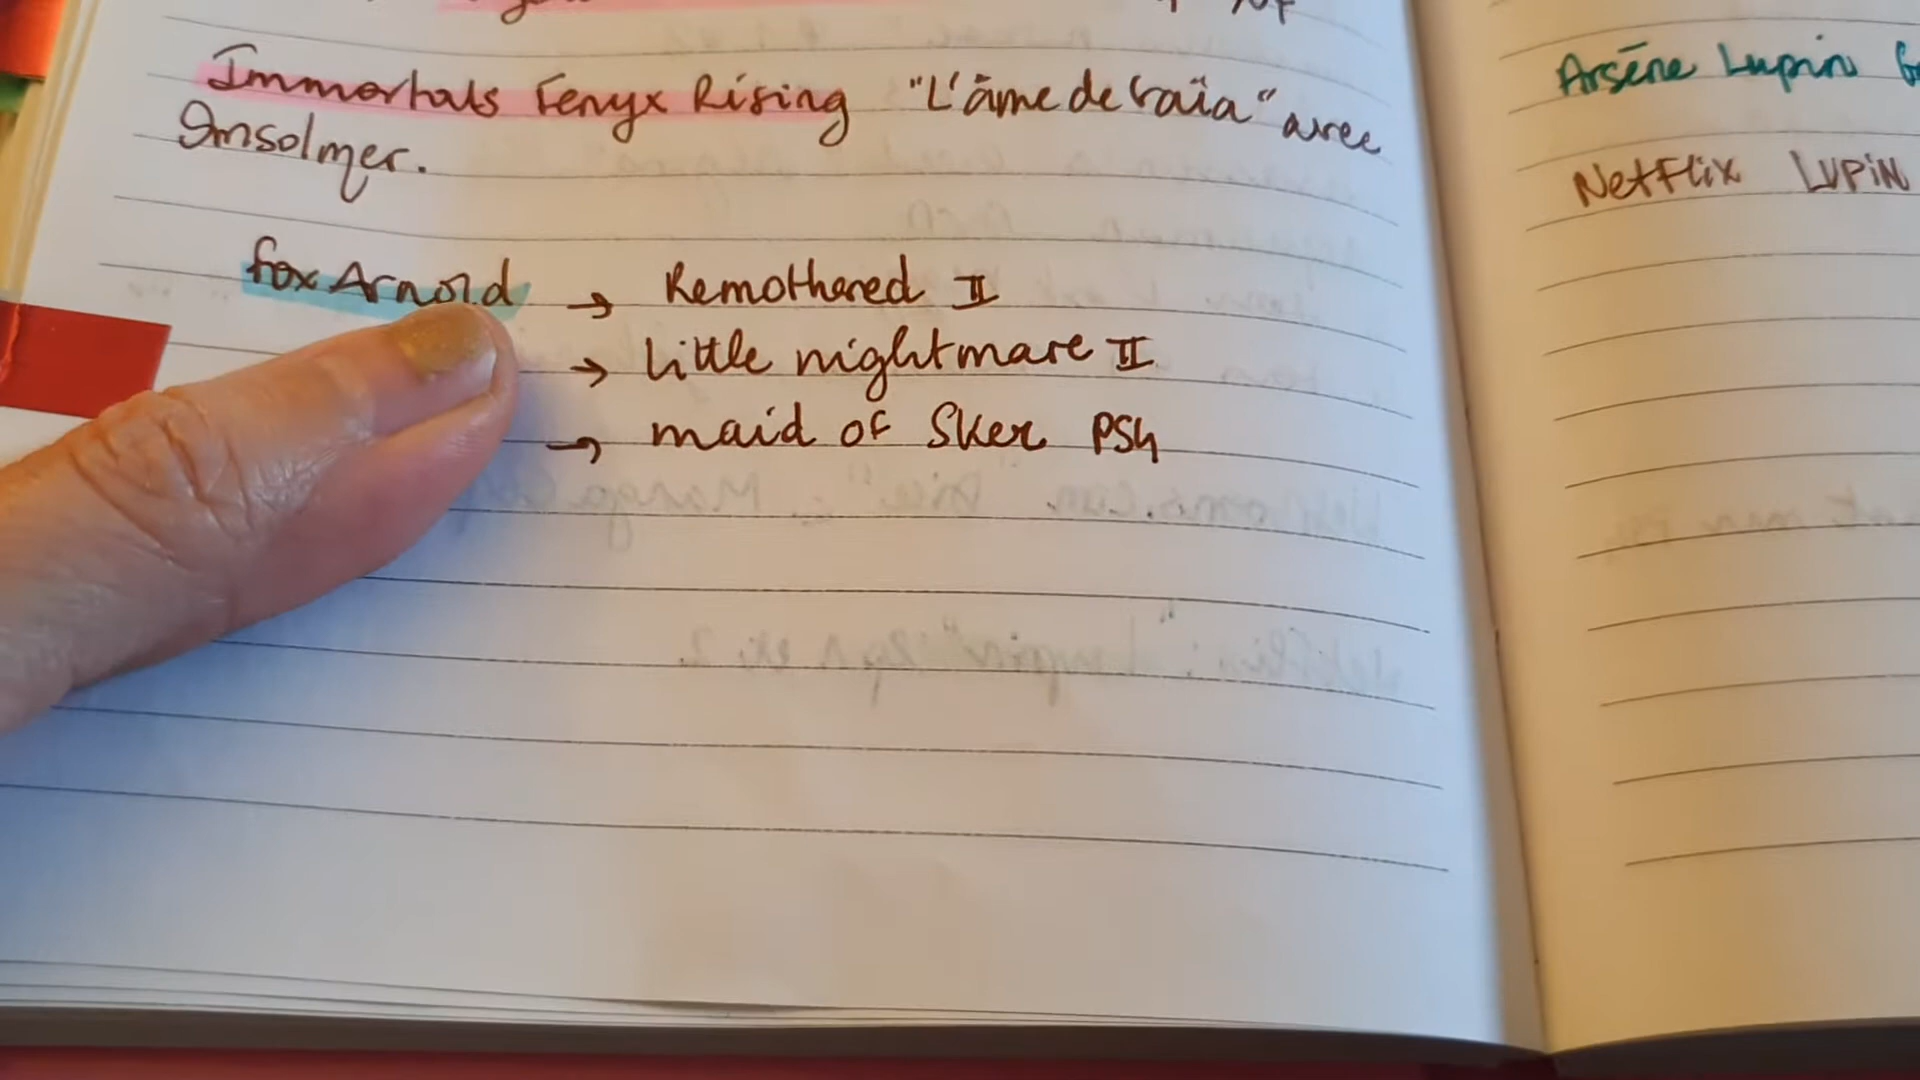 Immortals Fenyx Rising "L'âme de Gaïa" avec
Insolmer.
fox Arnold → Remothered II
→ little nightmare II
→ maid of Sker PS4
Arsène Lupin
Netflix LUPIN